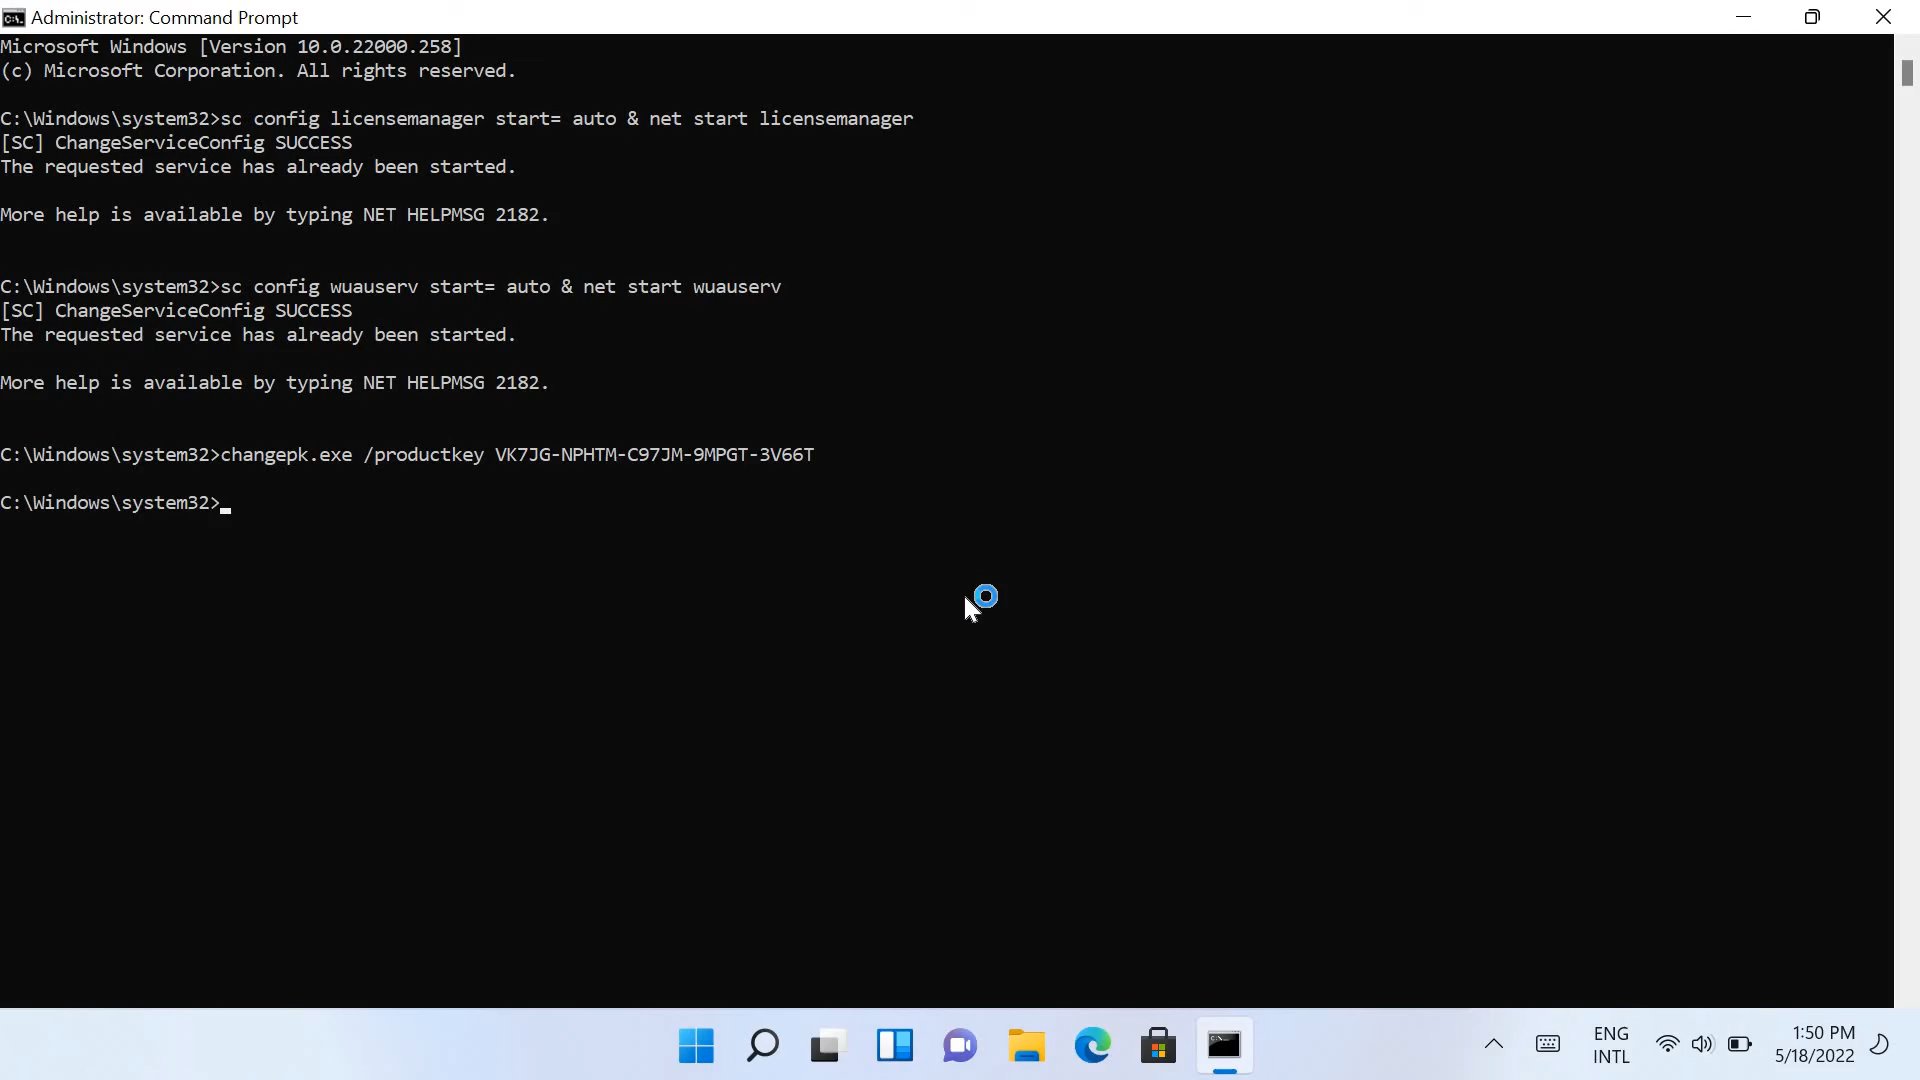 Administrator: Command Prompt
Microsoft Windows [Version 10.0.22000.258]
(c) Microsoft Corporation. All rights reserved.
C:\Windows\system32>sc config licensemanager start= auto & net start licensemanager
[SC] ChangeServiceConfig SUCCESS
The requested service has already been started.
More help is available by typing NET HELPMSG 2182.
C:\Windows\system32>sc config wuauserv start= auto & net start wuauserv
[SC] ChangeServiceConfig SUCCESS
The requested service has already been started.
More help is available by typing NET HELPMSG 2182.
C:\Windows\system32>changepk.exe /productkey VK7JG-NPHTM-C97JM-9MPGT-3V66T
C:\Windows\system32>
ENG
INTL
1:50 PM
5/18/2022